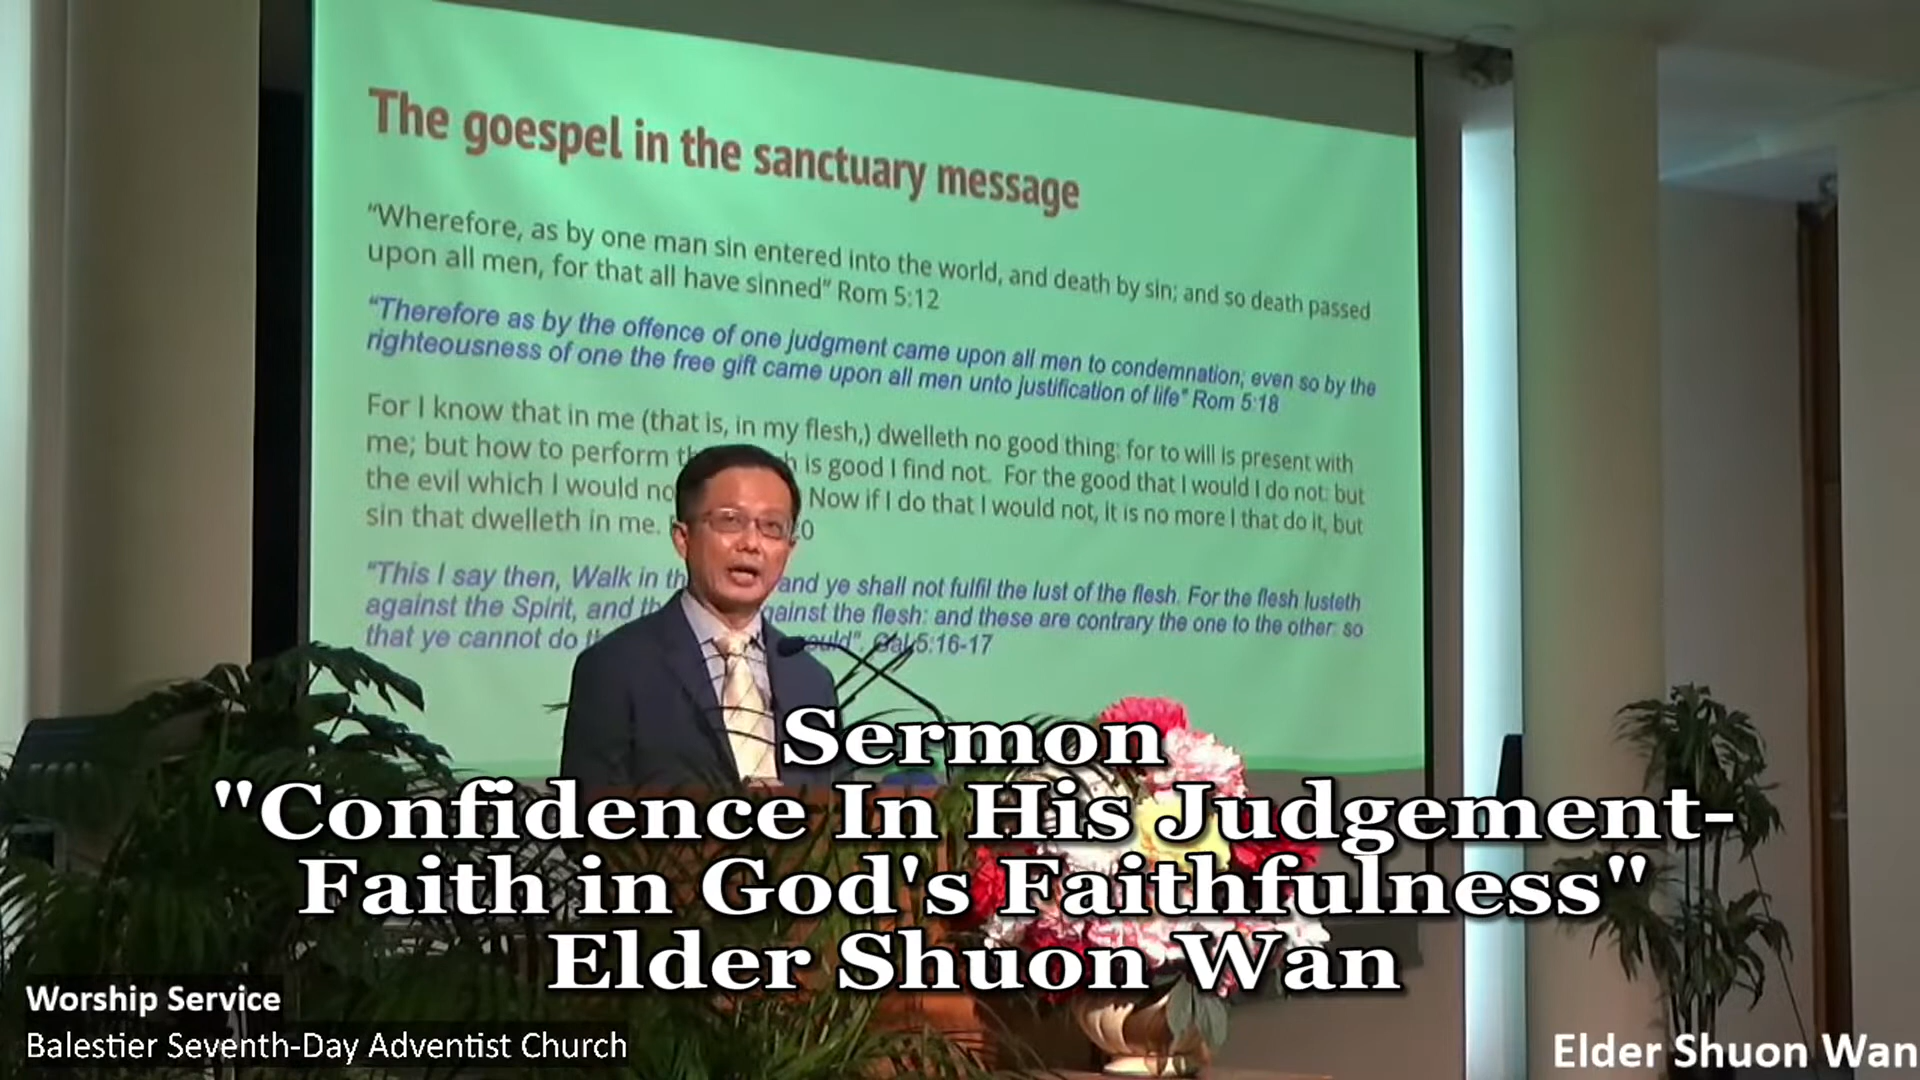 The goespel in the sanctuary message
“Wherefore, as by one man sin entered into the world, and death by sin; and so death passed
upon all men, for that all have sinned” Rom 5:12
“Therefore as by the offence of one judgment came upon all men to condemnation; even so by the
righteousness of one the free gift came upon all men unto justification of life” Rom 5:18
For I know that in me (that is, in my flesh,) dwelleth no good thing: for to will is present with
me; but how to perform is good I find not. For the good that I would I do not: but
the evil which I would Now if I do that I would not, it is no more I that do it, but
sin that dwelleth in me.
“This I say then, Walk in and ye shall not fulfil the lust of the flesh. For the flesh lusteth
against the Spirit, and the flesh: and these are contrary the one to the other: so
that ye cannot do Gal 5:16-17
Sermon
"Confidence In His Judgement-
Faith in God's Faithfulness"
Elder Shuon Wan
Worship Service
Balestier Seventh-Day Adventist Church
Elder Shuon Wan